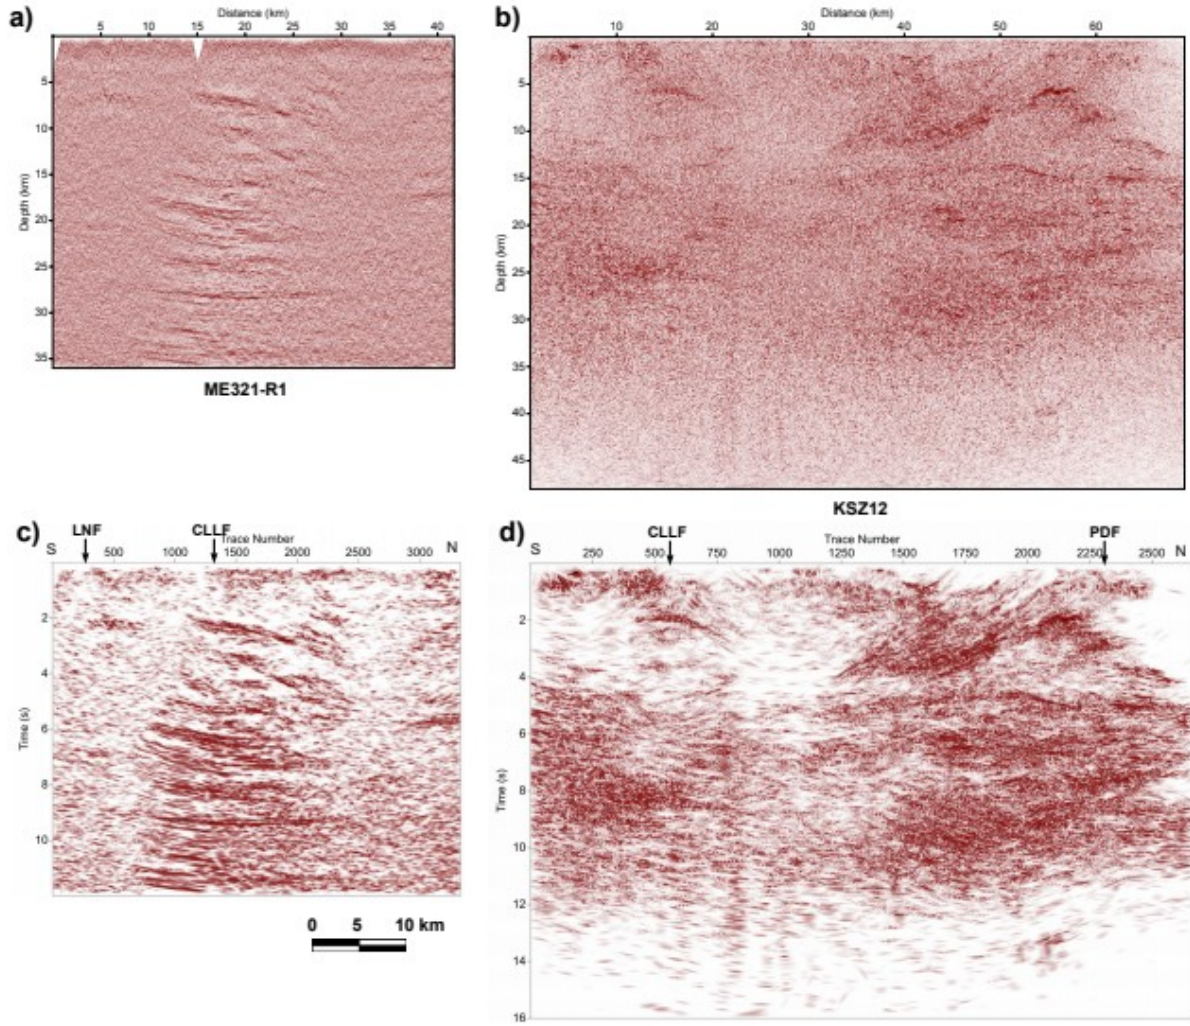 a)
Distance (km)
5 10 15 20 25 30 35 40
Depth (km)
5
10
15
20
25
30
35
ME321-R1
b)
Distance (km)
10 20 30 40 50 60
Depth (km)
5
10
15
20
25
30
35
40
45
KSZ12
c)
LNF CLLF
Trace Number
S 500 1000 1500 2000 2500 3000 N
Time (s)
2
4
6
8
10
0 5 10 km
d)
CLLF PDF
Trace Number
S 250 500 750 1000 1250 1500 1750 2000 2250 2500 N
Time (s)
2
4
6
8
10
12
14
16